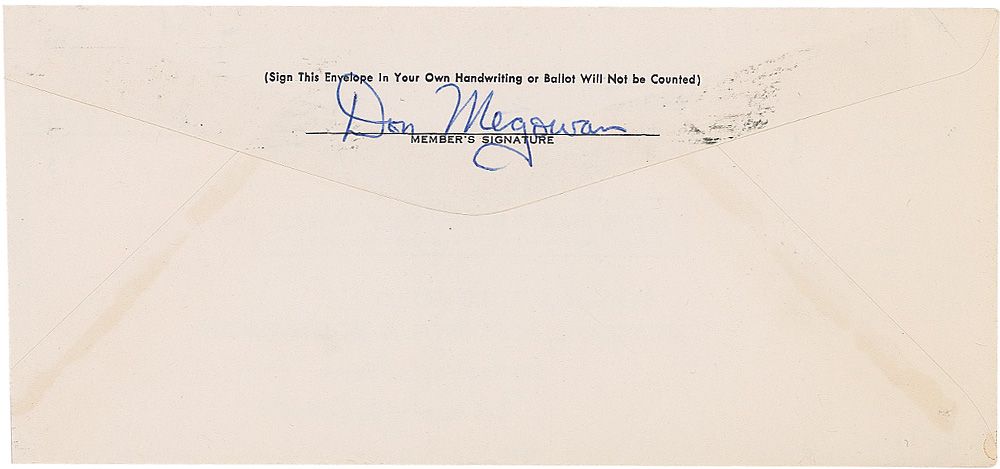 (Sign This Envelope In Your Own Handwriting or Ballot Will Not be Counted)
Don Megowan
MEMBER'S SIGNATURE